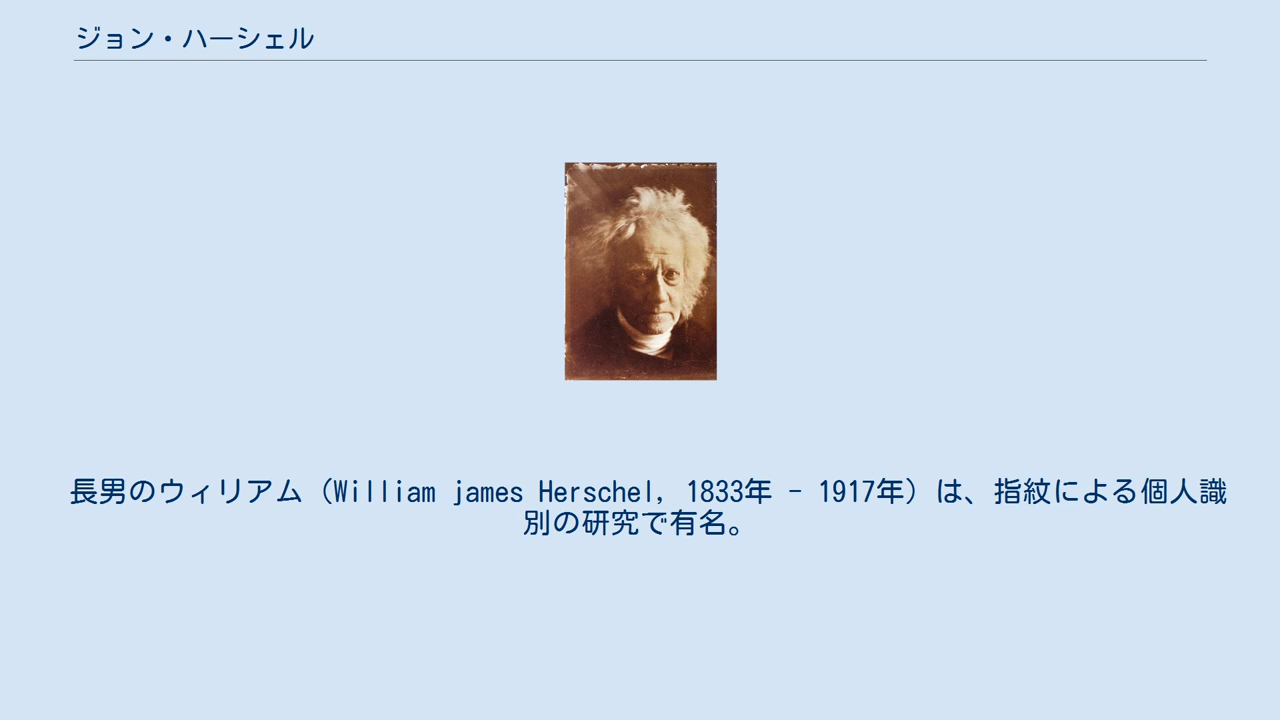 ジョン・ハーシェル
長男のウィリアム（William james Herschel, 1833年 - 1917年）は、指紋による個人識
別の研究で有名。